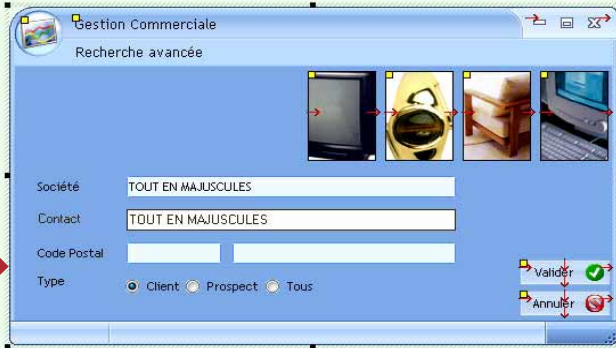 Gestion Commerciale
Recherche avancée
Société TOUT EN MAJUSCULES
Contact TOUT EN MAJUSCULES
Code Postal
Type Client Prospect Tous
Valider
Annuler